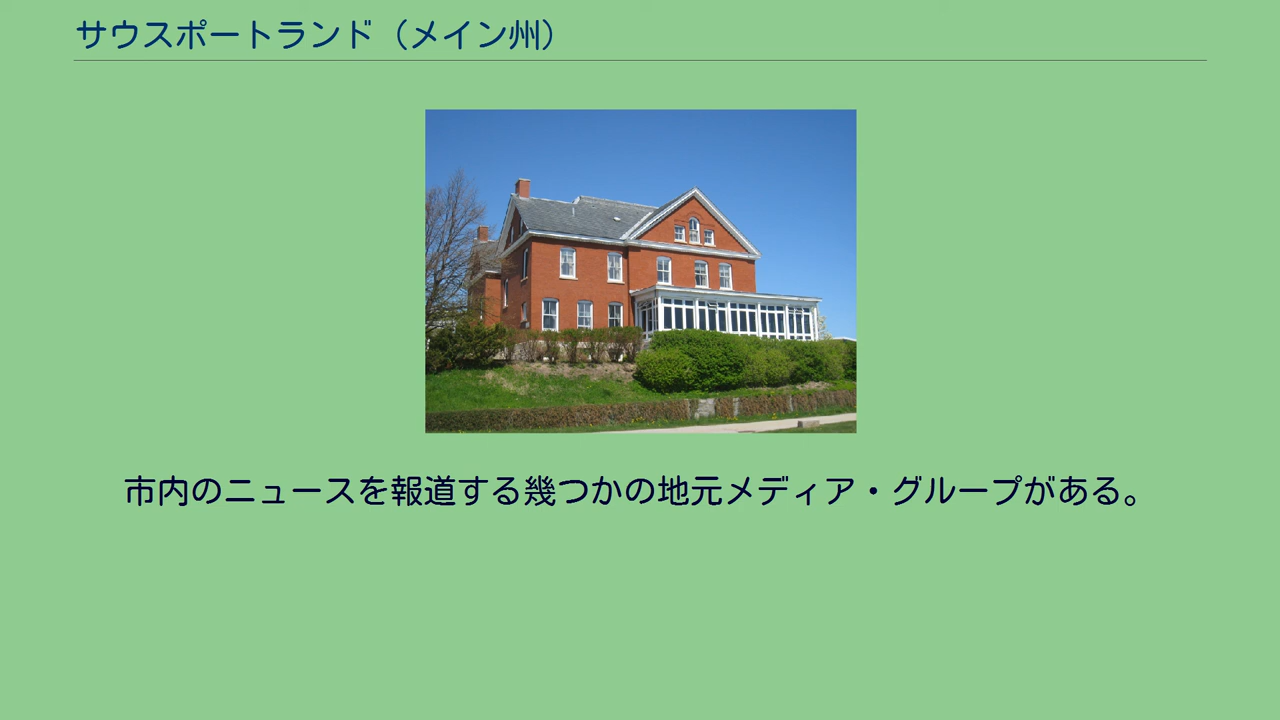 サウスポートランド（メイン州）
市内のニュースを報道する幾つかの地元メディア・グループがある。